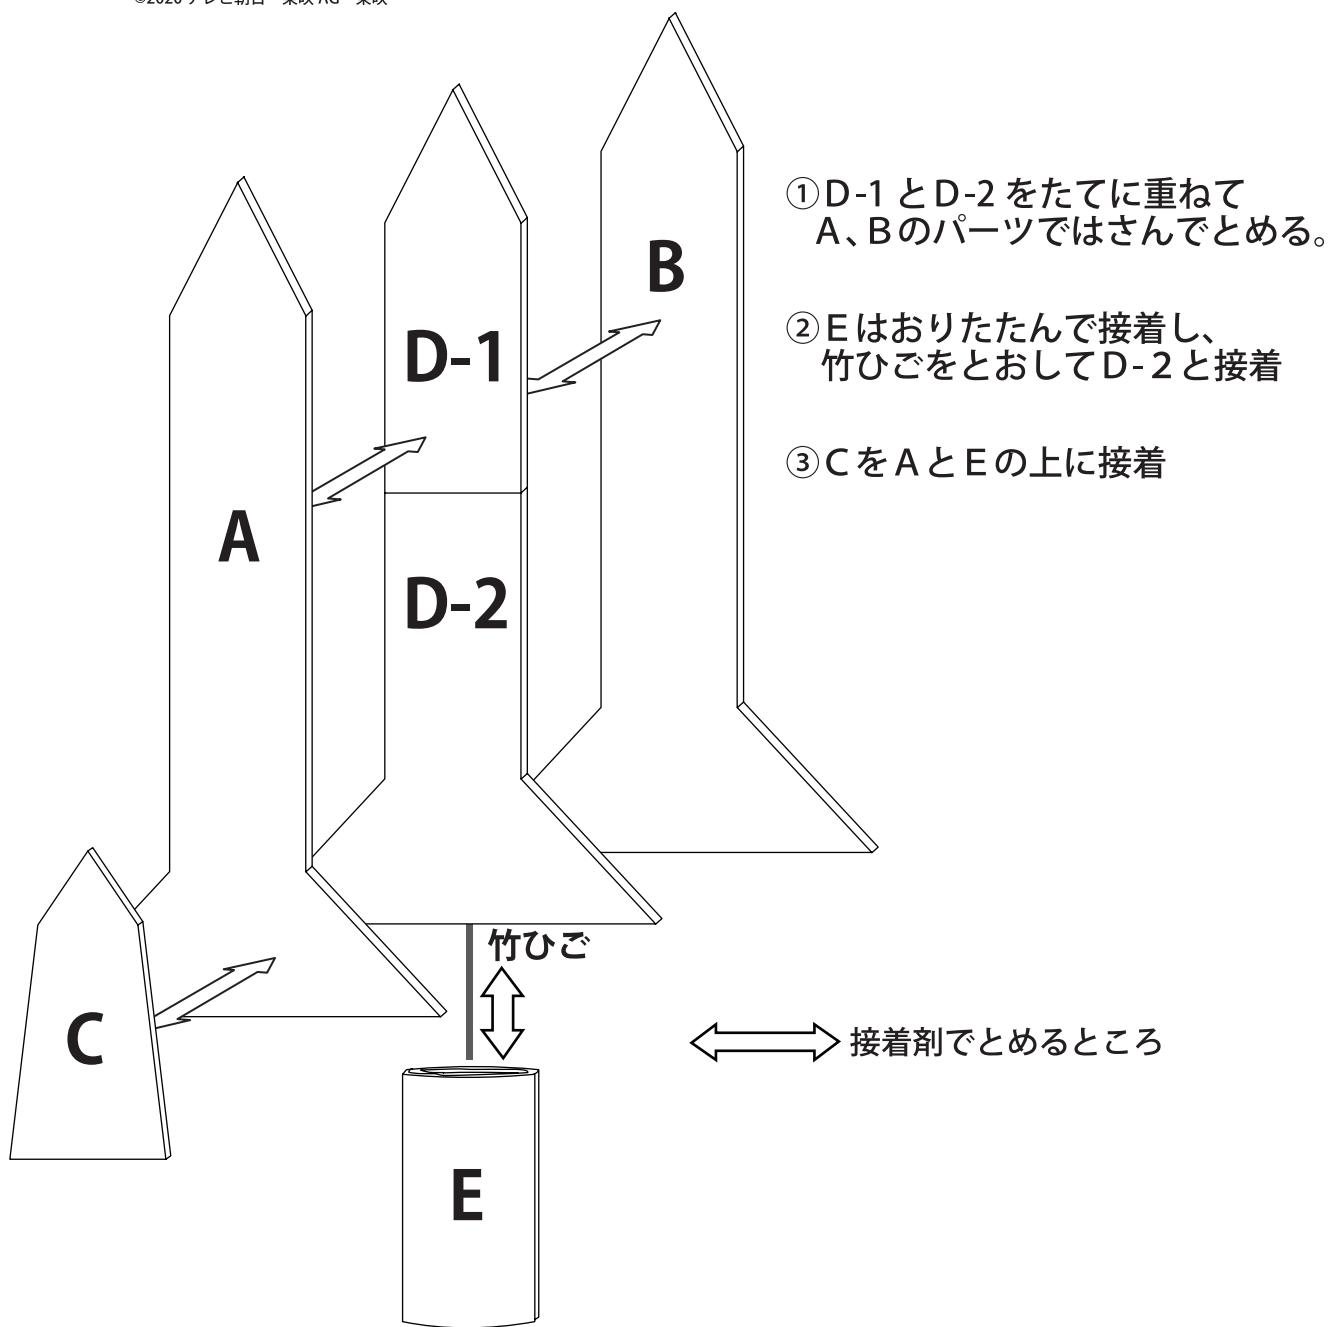 B
①D-1とD-2をたてに重ねて
A、Bのパーツではさんでとめる。
D-1
②Eはおりたたんで接着し、
竹ひごをとおしてD-2と接着
③CをAとEの上に接着
A
D-2
竹ひご
C
接着剤でとめるところ
E